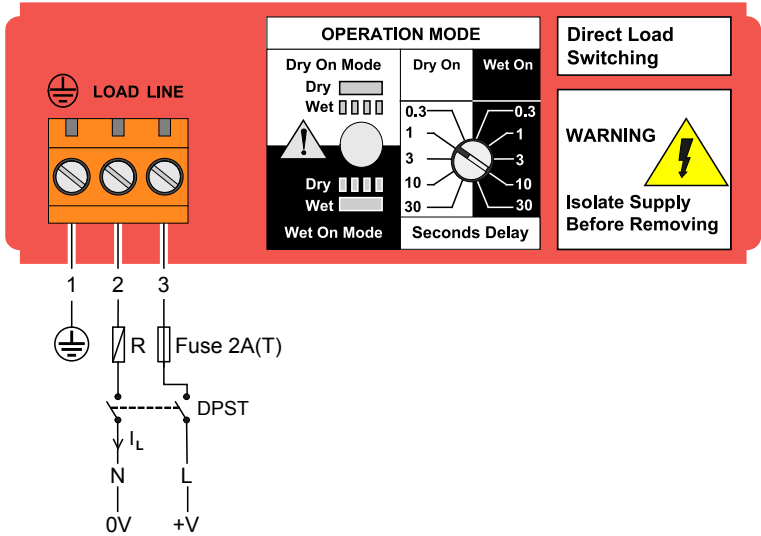 LOAD LINE
OPERATION MODE
Dry On Mode
Dry
Wet
Dry
Wet
Wet On Mode
Dry On
Wet On
0.3
0.3
1
1
3
3
10
10
30
30
Seconds Delay
Direct Load
Switching
WARNING
Isolate Supply
Before Removing
1 2 3
R
Fuse 2A(T)
DPST
I_L
N L
0V +V